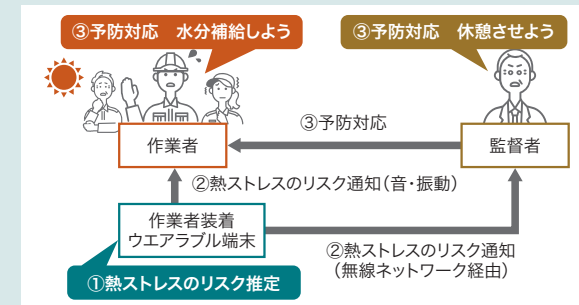 ③予防対応　水分補給しよう
③予防対応　休憩させよう
③予防対応
作業者
監督者
②熱ストレスのリスク通知（音・振動）
作業者装着
ウエアラブル端末
②熱ストレスのリスク通知
（無線ネットワーク経由）
①熱ストレスのリスク推定